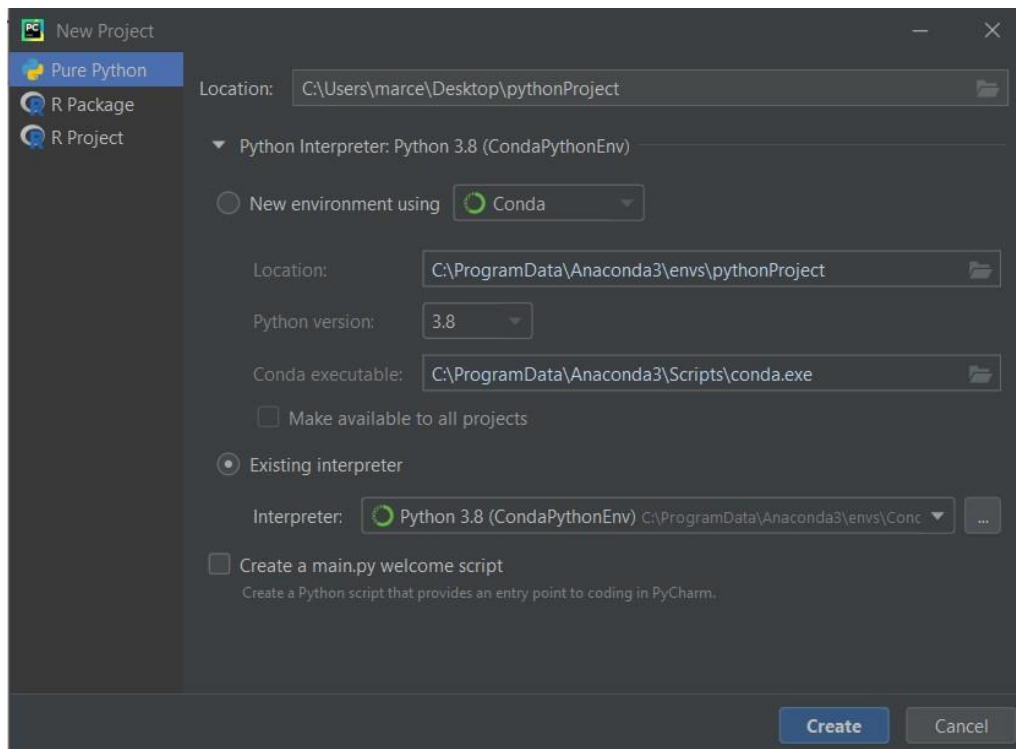 PC New Project
Pure Python
R Package
R Project
Location: C:\Users\marce\Desktop\pythonProject
Python Interpreter: Python 3.8 (CondaPythonEnv)
New environment using Conda
Location: C:\ProgramData\Anaconda3\envs\pythonProject
Python version: 3.8
Conda executable: C:\ProgramData\Anaconda3\Scripts\conda.exe
Make available to all projects
Existing interpreter
Interpreter: Python 3.8 (CondaPythonEnv) C:\ProgramData\Anaconda3\envs\Conc ...
Create a main.py welcome script
Create a Python script that provides an entry point to coding in PyCharm.
Create Cancel